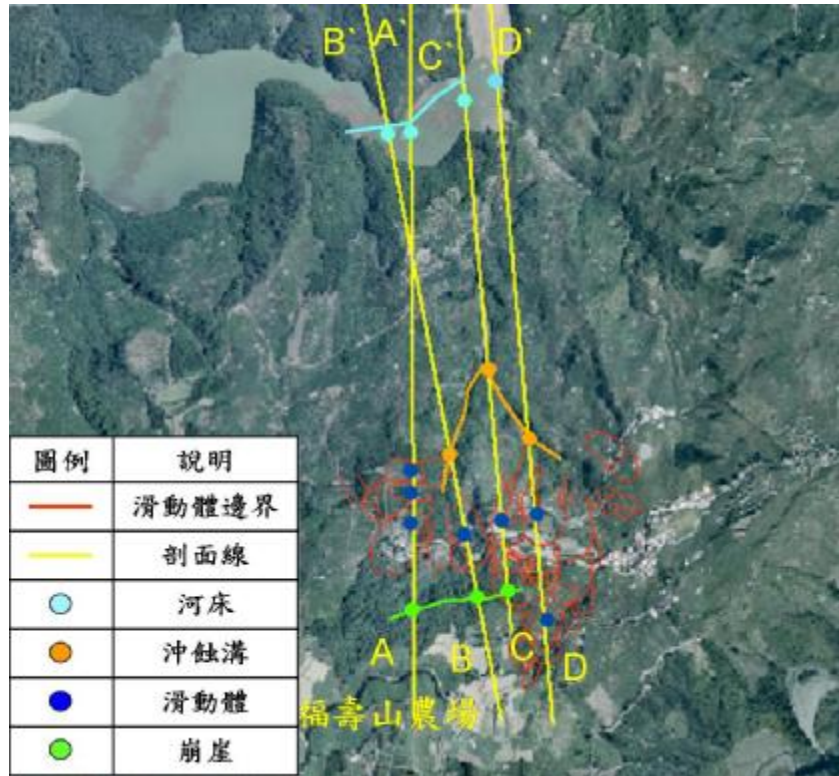 B` A` C` D`
圖例 說明
滑動體邊界
剖面線
河床
沖蝕溝
滑動體
崩崖
A B C D
福壽山農場